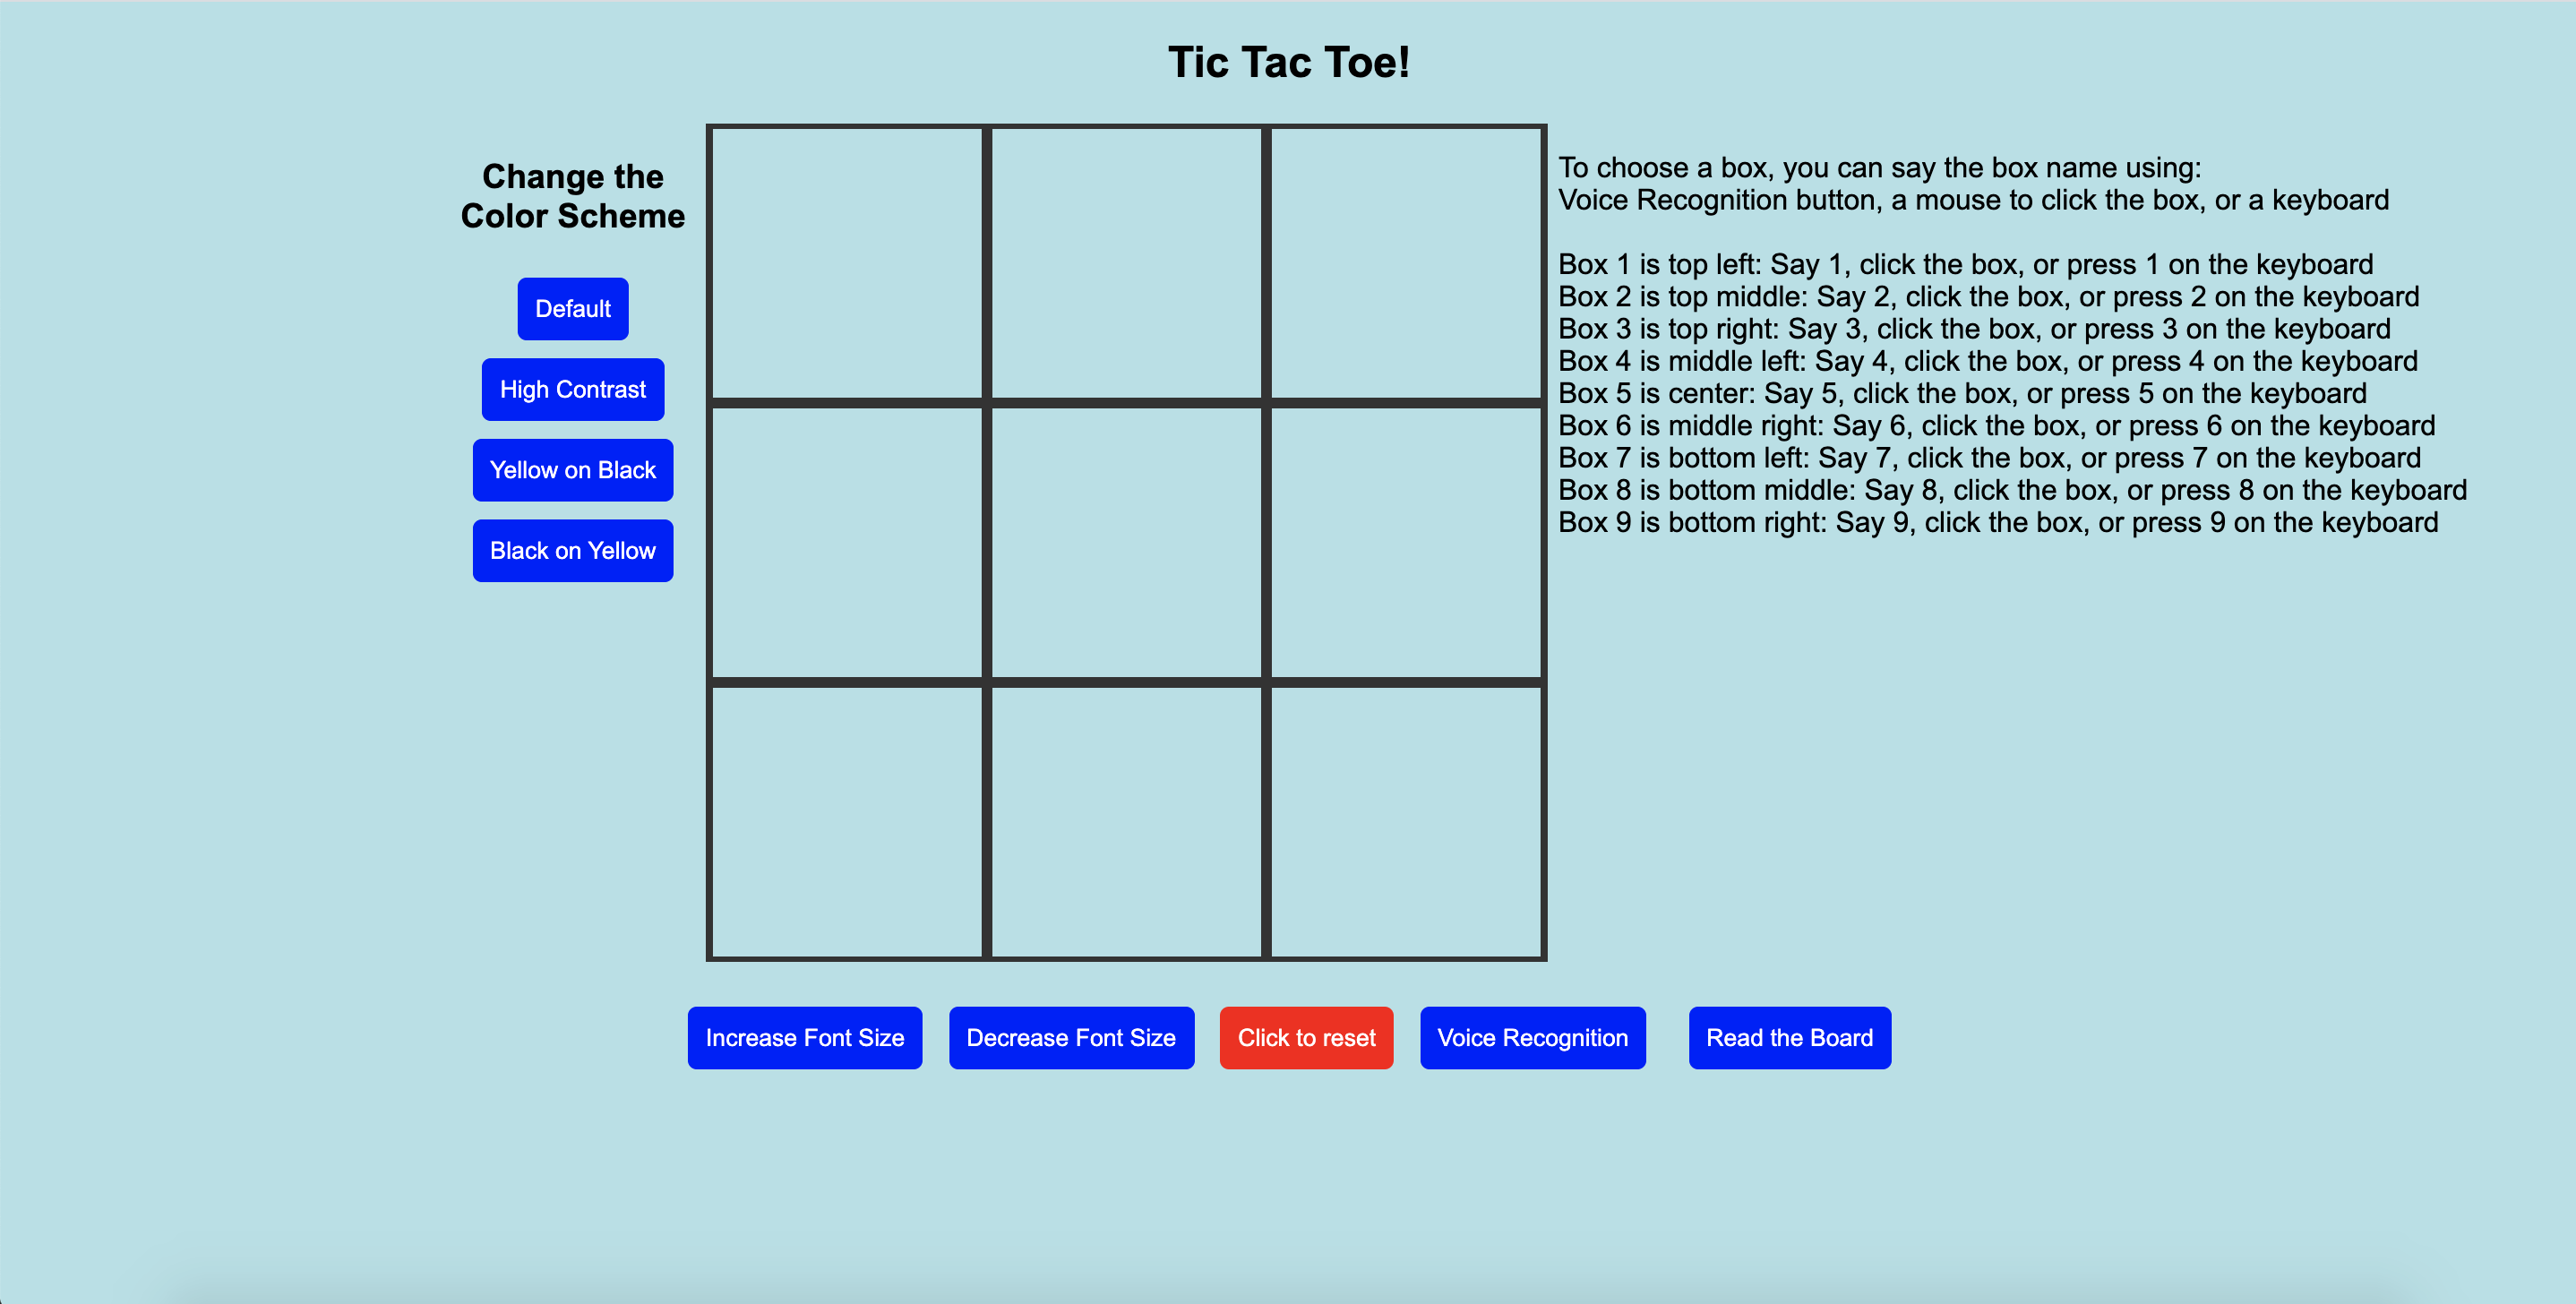 Tic Tac Toe!
Change the
Color Scheme
Default
High Contrast
Yellow on Black
Black on Yellow
To choose a box, you can say the box name using:
Voice Recognition button, a mouse to click the box, or a keyboard
Box 1 is top left: Say 1, click the box, or press 1 on the keyboard
Box 2 is top middle: Say 2, click the box, or press 2 on the keyboard
Box 3 is top right: Say 3, click the box, or press 3 on the keyboard
Box 4 is middle left: Say 4, click the box, or press 4 on the keyboard
Box 5 is center: Say 5, click the box, or press 5 on the keyboard
Box 6 is middle right: Say 6, click the box, or press 6 on the keyboard
Box 7 is bottom left: Say 7, click the box, or press 7 on the keyboard
Box 8 is bottom middle: Say 8, click the box, or press 8 on the keyboard
Box 9 is bottom right: Say 9, click the box, or press 9 on the keyboard
Increase Font Size
Decrease Font Size
Click to reset
Voice Recognition
Read the Board